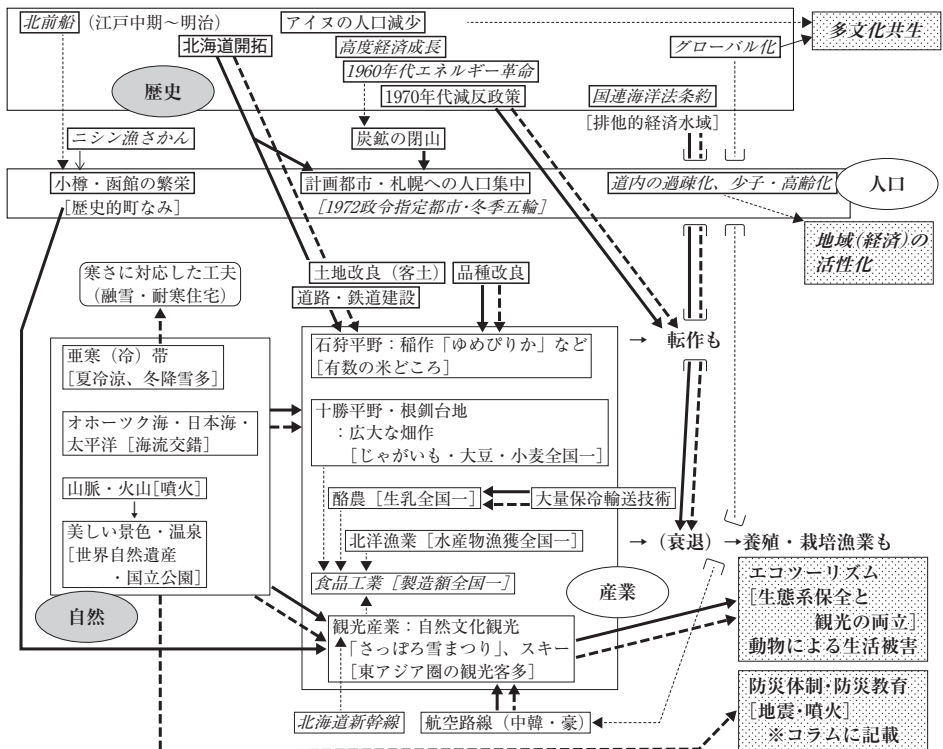 北前船（江戸中期～明治）
アイヌの人口減少
多文化共生
北海道開拓
高度経済成長
グローバル化
1960年代エネルギー革命
歴史
1970年代減反政策
国連海洋法条約
［排他的経済水域］
ニシン漁さかん
炭鉱の閉山
小樽・函館の繁栄
［歴史的町なみ］
計画都市・札幌への人口集中
［1972政令指定都市・冬季五輪］
道内の過疎化、少子・高齢化
人口
地域（経済）の
活性化
寒さに対応した工夫
（融雪・耐寒住宅）
土地改良（客土）
品種改良
道路・鉄道建設
亜寒（冷）帯
［夏冷涼、冬降雪多］
石狩平野：稲作「ゆめぴりか」など
［有数の米どころ］
→ 転作も
オホーツク海・日本海・
太平洋［海流交錯］
十勝平野・根釧台地
：広大な畑作
［じゃがいも・大豆・小麦全国一］
山脈・火山［噴火］
酪農［生乳全国一］
大量保冷輸送技術
美しい景色・温泉
［世界自然遺産
・国立公園］
北洋漁業［水産物漁獲全国一］
→（衰退）→養殖・栽培漁業も
食品工業［製造額全国一］
産業
自然
エコツーリズム
［生態系保全と
観光の両立］
動物による生活被害
観光産業：自然文化観光
「さっぽろ雪まつり」、スキー
［東アジア圏の観光客多］
防災体制・防災教育
［地震・噴火］
※コラムに記載
北海道新幹線
航空路線（中韓・豪）